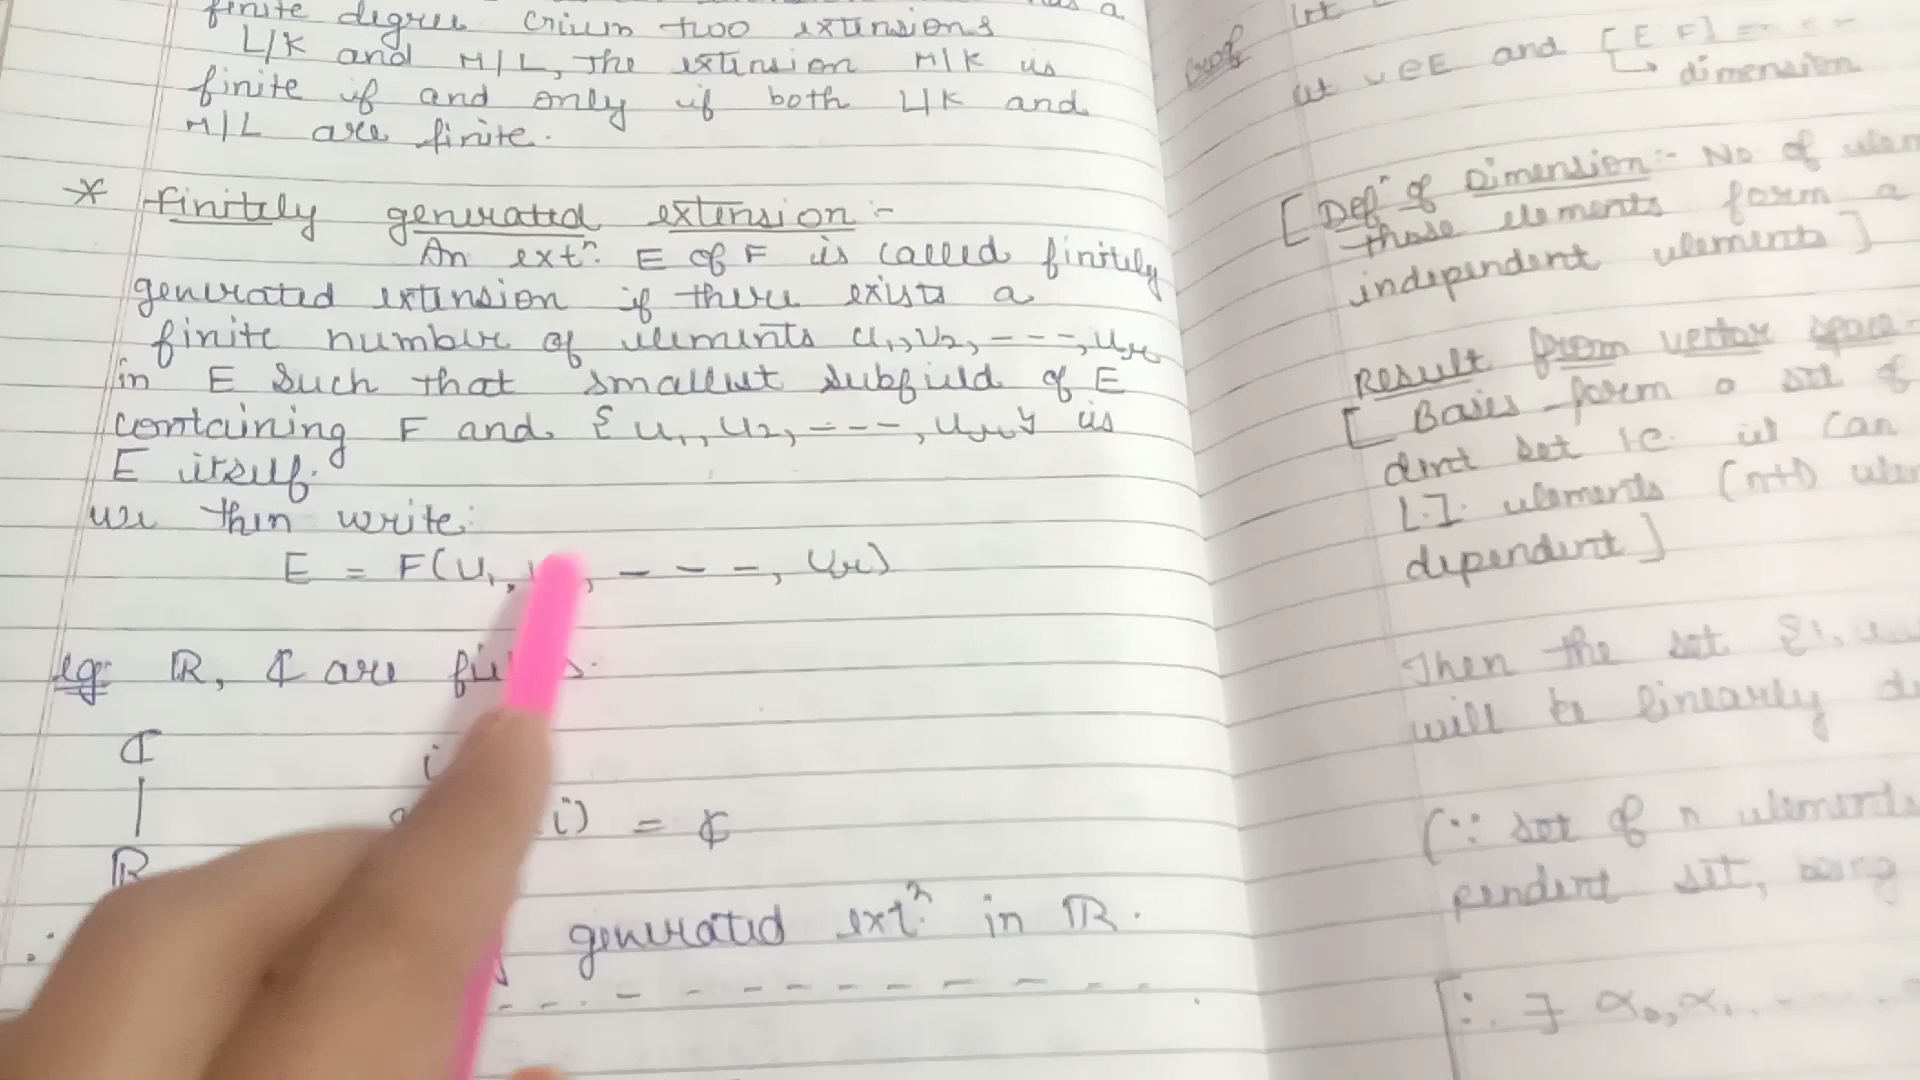 finite degree Given two extensions
L/K and M/L, the extension M/K is
finite if and only if both L/K and
M/L are finite.
* Finitely generated extension :-
An extⁿ. E of F is called finitely
generated extension if there exists a
finite number of elements u₁, u₂, ---, uₙ
in E such that smallest subfield of E
containing F and {u₁, u₂, ---, uₙ} is
E itself.
we then write:
E = F(u₁, , - - -, uₙ)
eg: R, ₵ are
₵
|
R
i
(i) = ₵
generated extⁿ. in R.
Proof let
let u∈E and [E F] =
↳ dimension
[Defⁿ of Dimension :- No of
those elements form a
independent elements]
Result from vector space -
[ Basis form a set of
dent set i.e. it can
L.I. elements (n+1)
dependent]
Then the set {1,
will be linearly
(∵ set of n elements
pendent set, being
[∴ ∃ α₀, α₁, ----